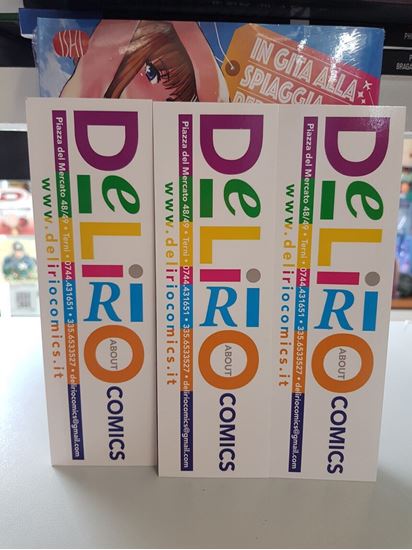 ISHI
IN GITA ALLA
SPIAGGIA
DeLiRiO
ABOUT
COMICS
Piazza del Mercato 48/49 • Terni • 0744.431651 • 335.6533527 • deliriocomics@gmail.com
www.deliriocomics.it
DeLiRiO
ABOUT
COMICS
Piazza del Mercato 48/49 • Terni • 0744.431651 • 335.6533527 • deliriocomics@gmail.com
www.deliriocomics.it
DeLiRiO
ABOUT
COMICS
Piazza del Mercato 48/49 • Terni • 0744.431651 • 335.6533527 • deliriocomics@gmail.com
www.deliriocomics.it